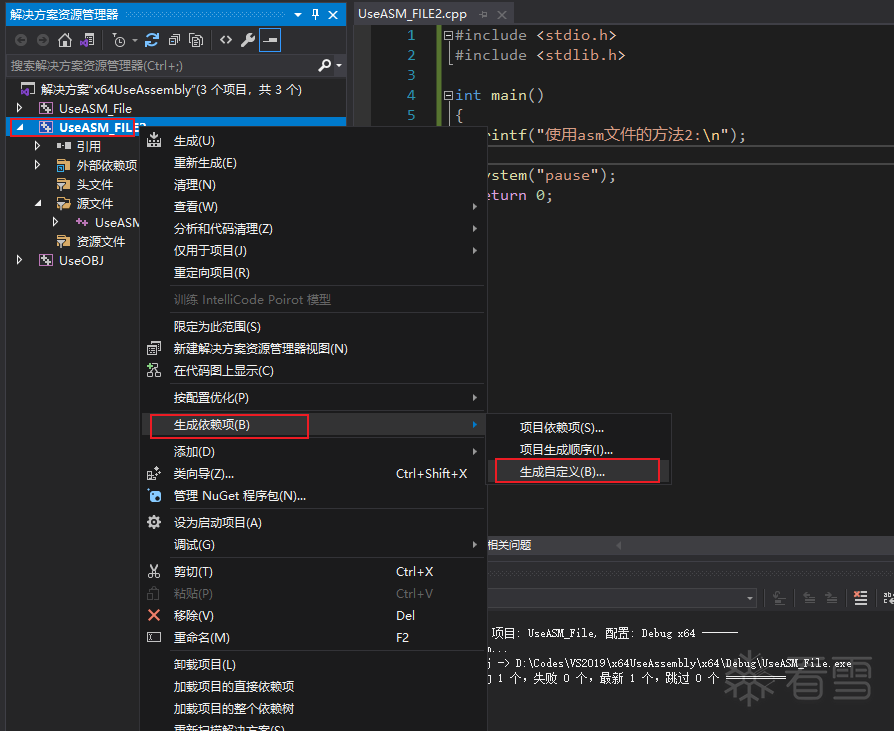 解决方案资源管理器
搜索解决方案资源管理器(Ctrl+;)
解决方案"x64UseAssembly"(3 个项目，共 3 个)
UseASM_File
UseASM_FILE
引用
外部依赖项
头文件
源文件
UseASM
资源文件
UseOBJ
生成(U)
重新生成(E)
清理(N)
查看(W)
分析和代码清理(Z)
仅用于项目(J)
重定向项目(R)
训练 IntelliCode Poirot 模型
限定为此范围(S)
新建解决方案资源管理器视图(N)
在代码图上显示(C)
按配置优化(P)
生成依赖项(B)
添加(D)
类向导(Z)... Ctrl+Shift+X
管理 NuGet 程序包(N)...
设为启动项目(A)
调试(G)
剪切(T) Ctrl+X
粘贴(P) Ctrl+V
移除(V) Del
重命名(M) F2
卸载项目(L)
加载项目的直接依赖项
加载项目的整个依赖树
重新扫描解决方案(S)
项目依赖项(S)...
项目生成顺序(I)...
生成自定义(B)...
UseASM_FILE2.cpp
1 #include <stdio.h>
2 #include <stdlib.h>
3
4 int main()
5 {
rintf("使用asm文件的方法2:\n");
ystem("pause");
eturn 0;
相关问题
项目: UseASM_File, 配置: Debug x64 ------
m...
j -> D:\Codes\VS2019\x64UseAssembly\x64\Debug\UseASM_File.exe
1 个，失败 0 个，最新 1 个，跳过 0 个 ==========
看雪